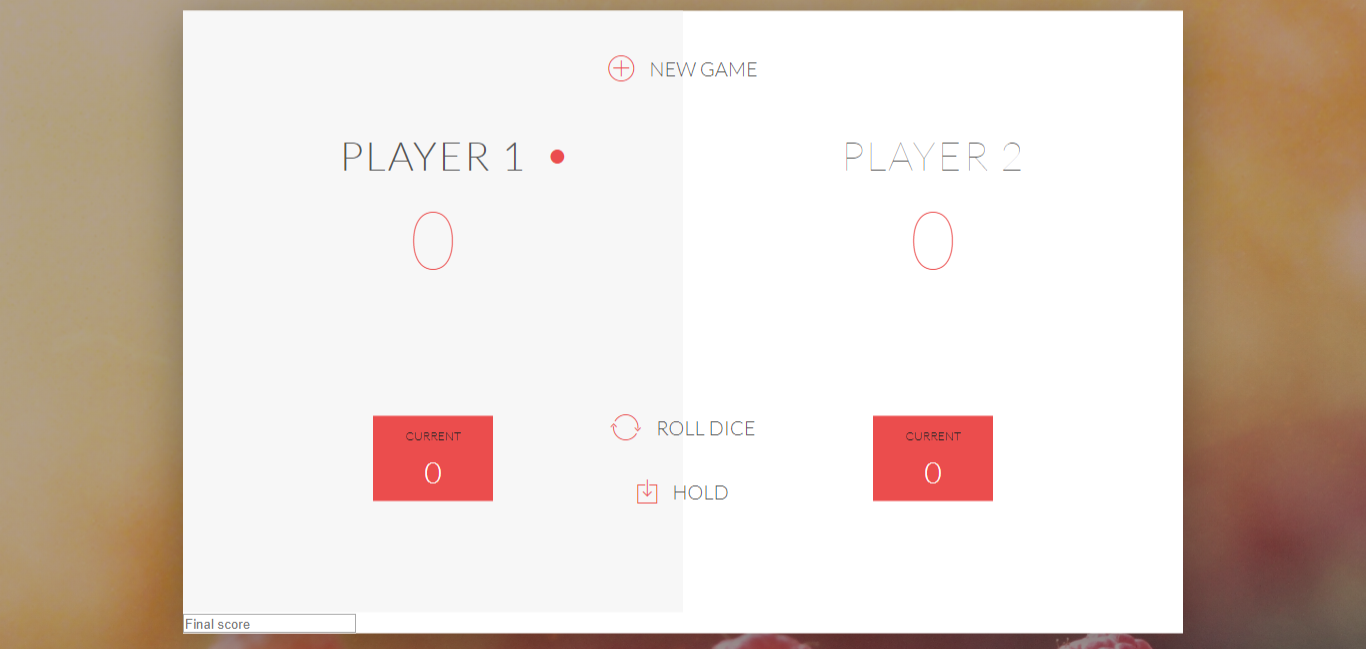 NEW GAME
PLAYER 1
PLAYER 2
0
0
CURRENT
0
ROLL DICE
CURRENT
0
HOLD
Final score